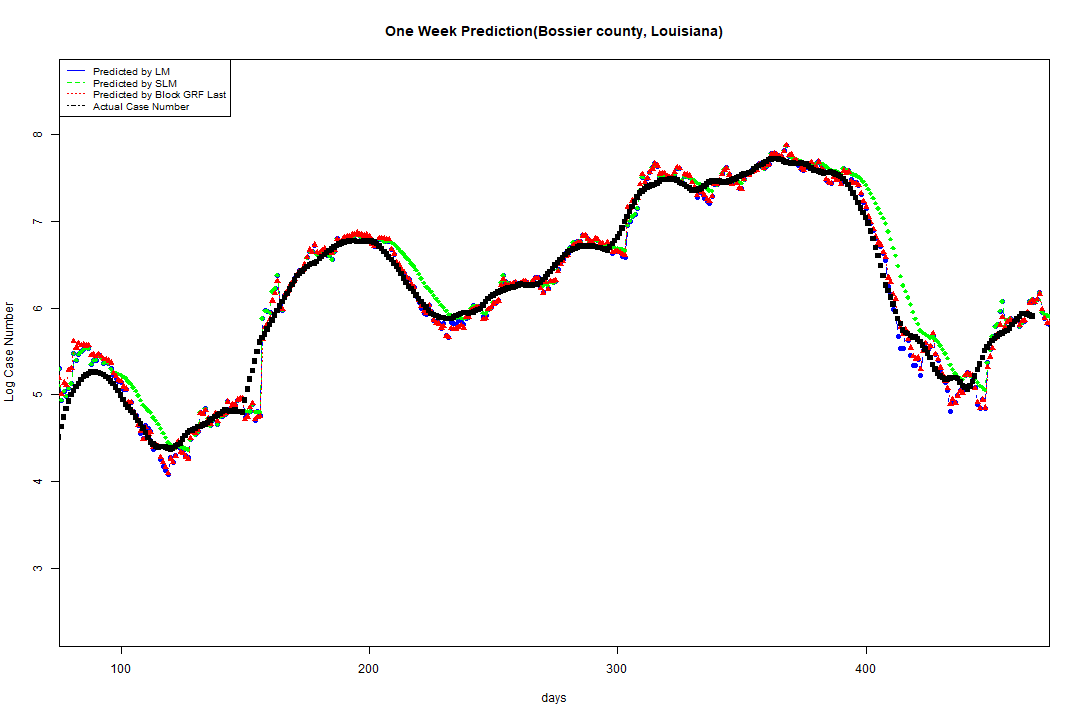 One Week Prediction(Bossier county, Louisiana)
Predicted by LM
Predicted by SLM
Predicted by Block GRF Last
Actual Case Number
8
7
6
5
4
3
Log Case Number
100 200 300 400
days